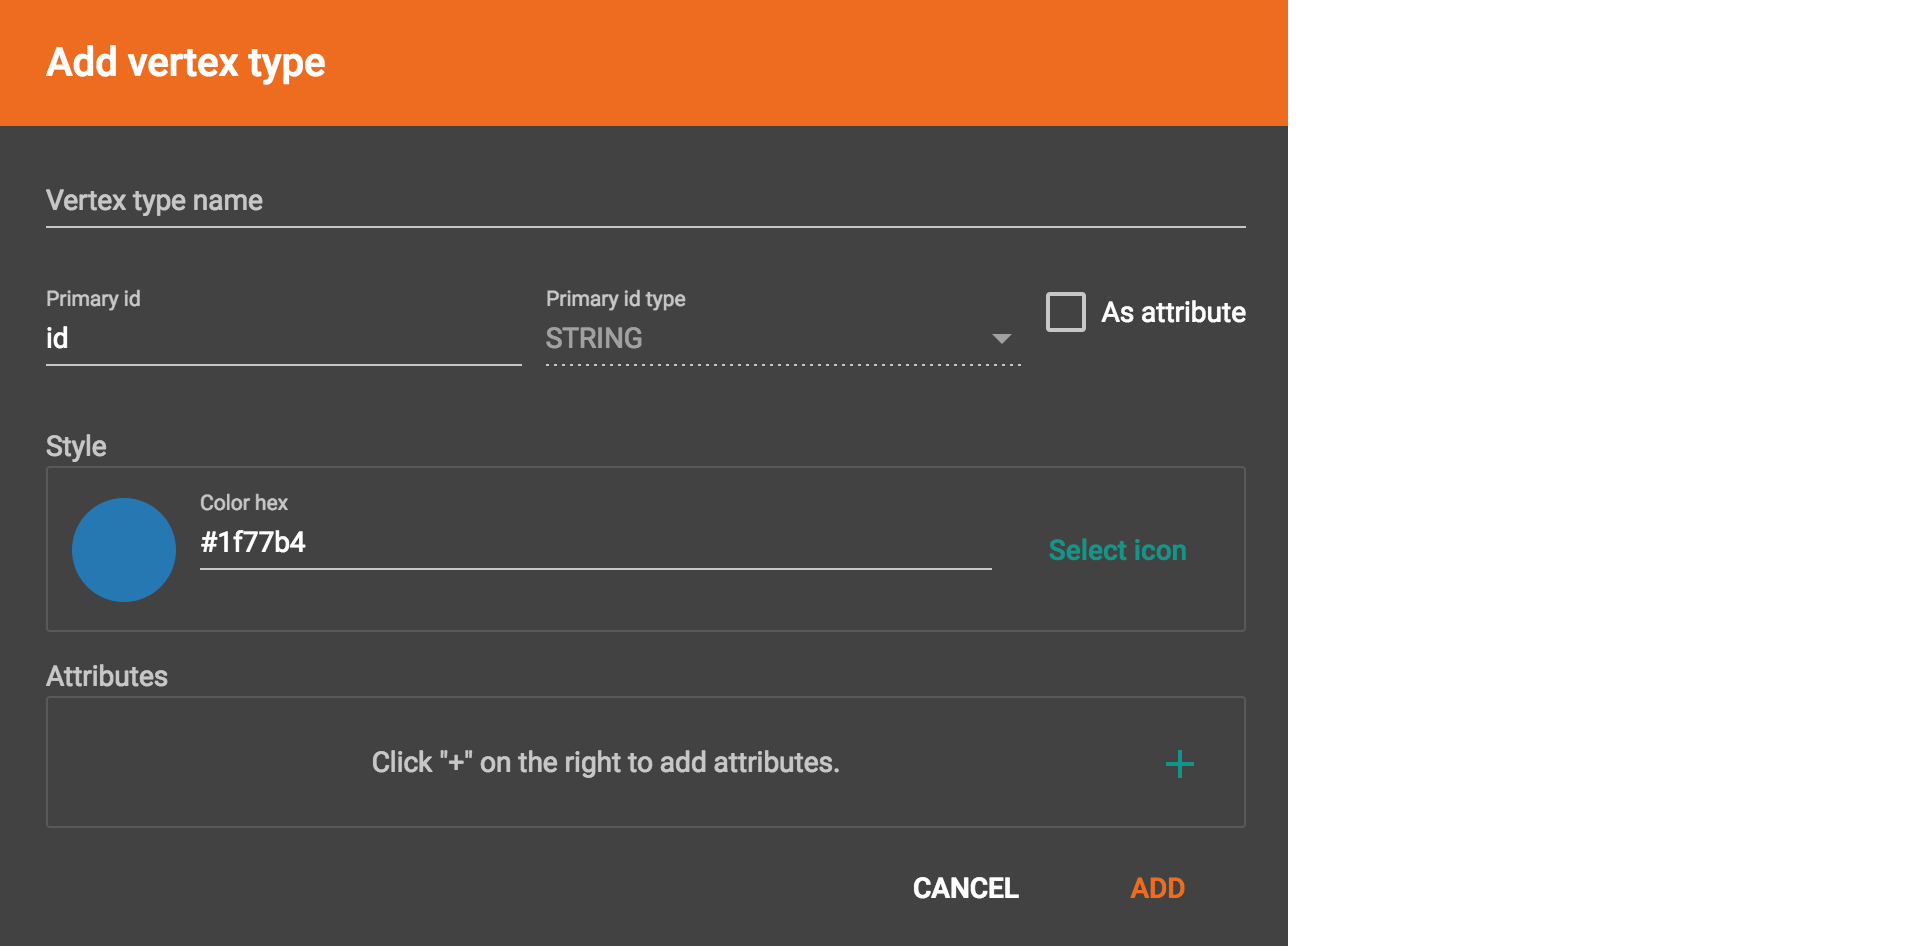 Add vertex type
Vertex type name
Primary id
id
Primary id type
STRING
As attribute
Style
Color hex
#1f77b4
Select icon
Attributes
Click "+" on the right to add attributes.
CANCEL
ADD